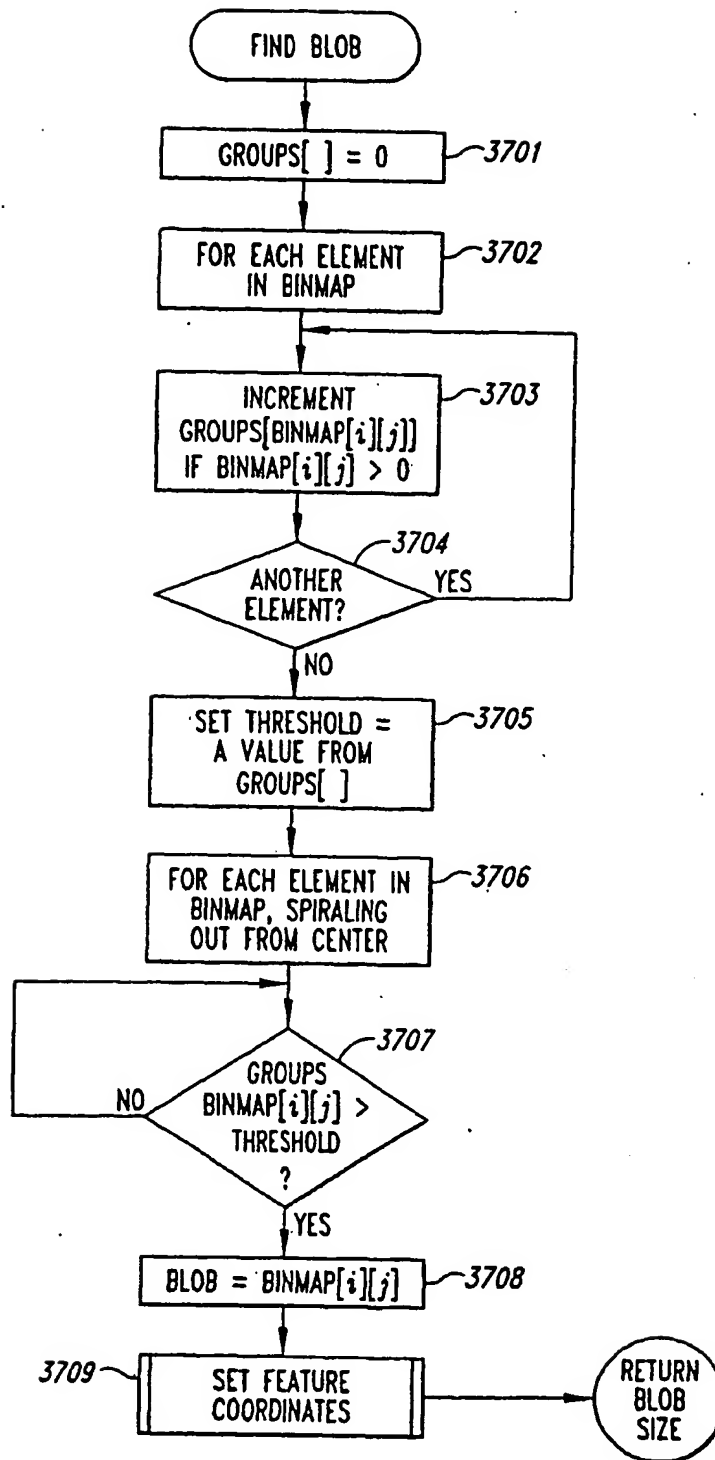 FIND BLOB
GROUPS[ ] = 0
3701
FOR EACH ELEMENT
IN BINMAP
3702
INCREMENT
GROUPS[BINMAP[i][j]]
IF BINMAP[i][j] > 0
3703
3704
ANOTHER
ELEMENT?
YES
NO
SET THRESHOLD =
A VALUE FROM
GROUPS[ ]
3705
FOR EACH ELEMENT IN
BINMAP, SPIRALING
OUT FROM CENTER
3706
3707
GROUPS
BINMAP[i][j] >
THRESHOLD
?
NO
YES
BLOB = BINMAP[i][j]
3708
3709
SET FEATURE
COORDINATES
RETURN
BLOB
SIZE